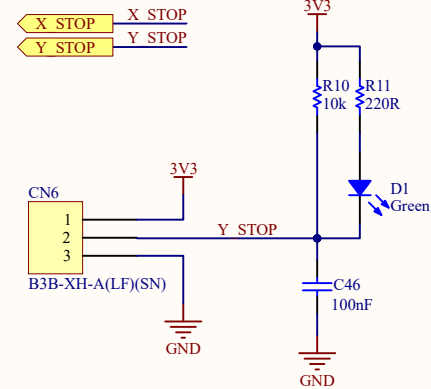 X_STOP X_STOP
Y_STOP Y_STOP
3V3
R10 R11
10k 220R
3V3
CN6
D1
Green
1
2
3
Y_STOP
B3B-XH-A(LF)(SN)
C46
100nF
GND
GND